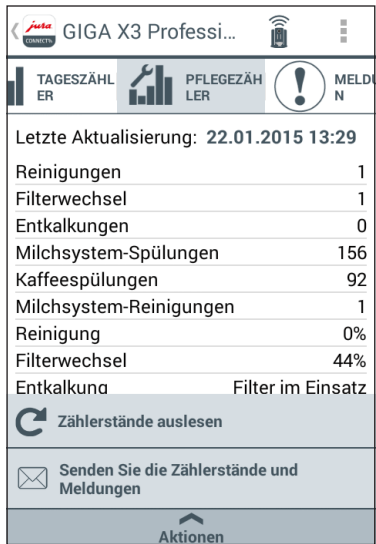 jura
CONNECT
GIGA X3 Professi...
TAGESZÄHL
ER
PFLEGEZÄH
LER
MELDU
N
Letzte Aktualisierung: 22.01.2015 13:29
Reinigungen 1
Filterwechsel 1
Entkalkungen 0
Milchsystem-Spülungen 156
Kaffeespülungen 92
Milchsystem-Reinigungen 1
Reinigung 0%
Filterwechsel 44%
Entkalkung Filter im Einsatz
Zählerstände auslesen
Senden Sie die Zählerstände und
Meldungen
Aktionen